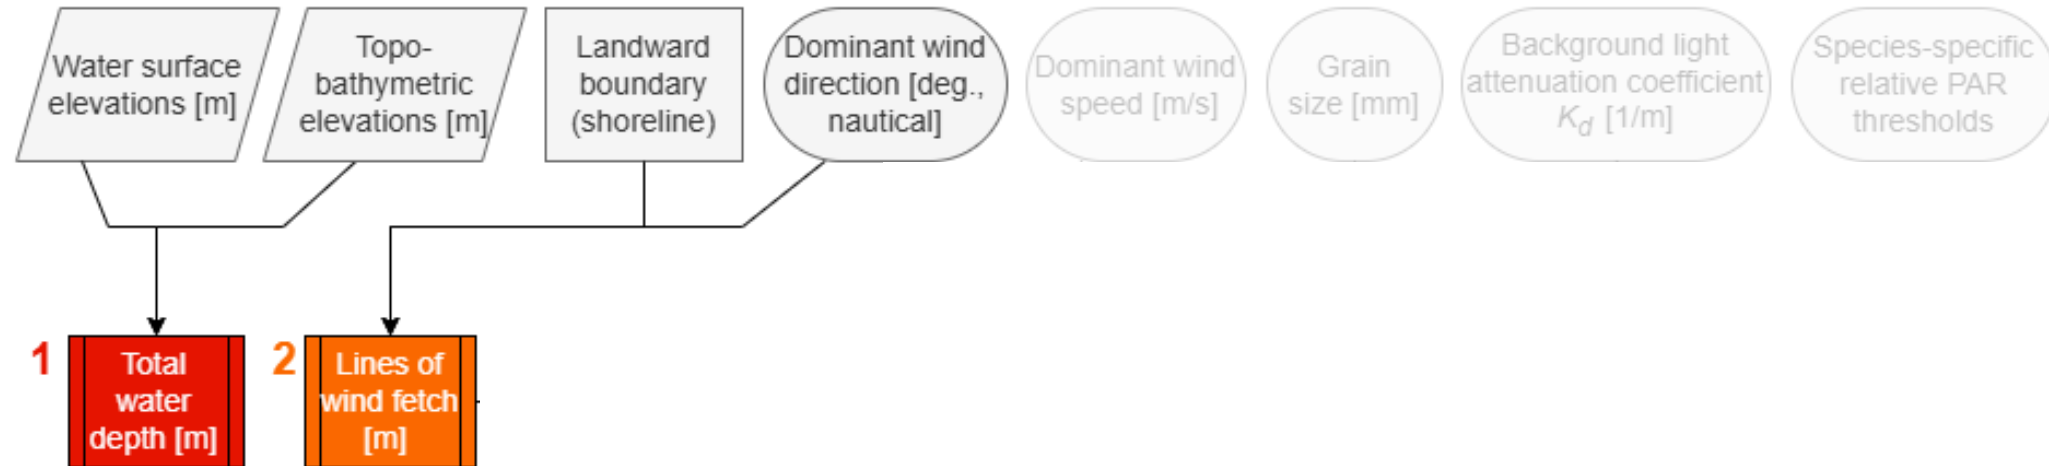 Water surface
elevations [m]
Topo-
bathymetric
elevations [m]
Landward
boundary
(shoreline)
Dominant wind
direction [deg.,
nautical]
Dominant wind
speed [m/s]
Grain
size [mm]
Background light
attenuation coefficient
K_d [1/m]
Species-specific
relative PAR
thresholds
1
Total
water
depth [m]
2
Lines of
wind fetch
[m]